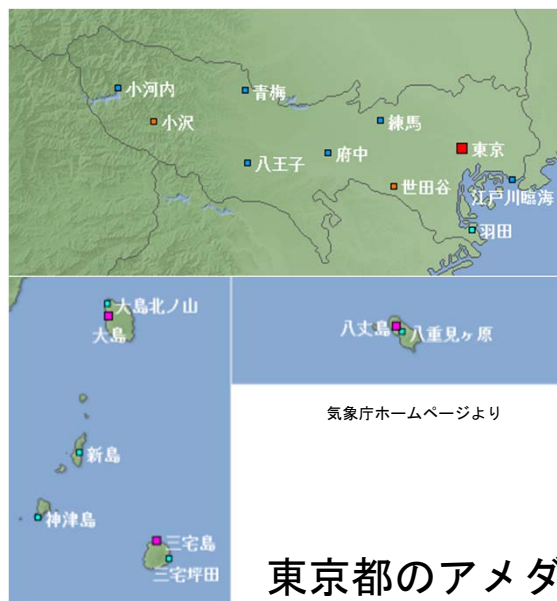 小河内
青梅
小沢
練馬
東京
八王子
府中
世田谷
江戸川臨海
羽田
大島北ノ山
大島
八丈島
八重見ヶ原
気象庁ホームページより
新島
神津島
三宅島
三宅坪田
東京都のアメダ